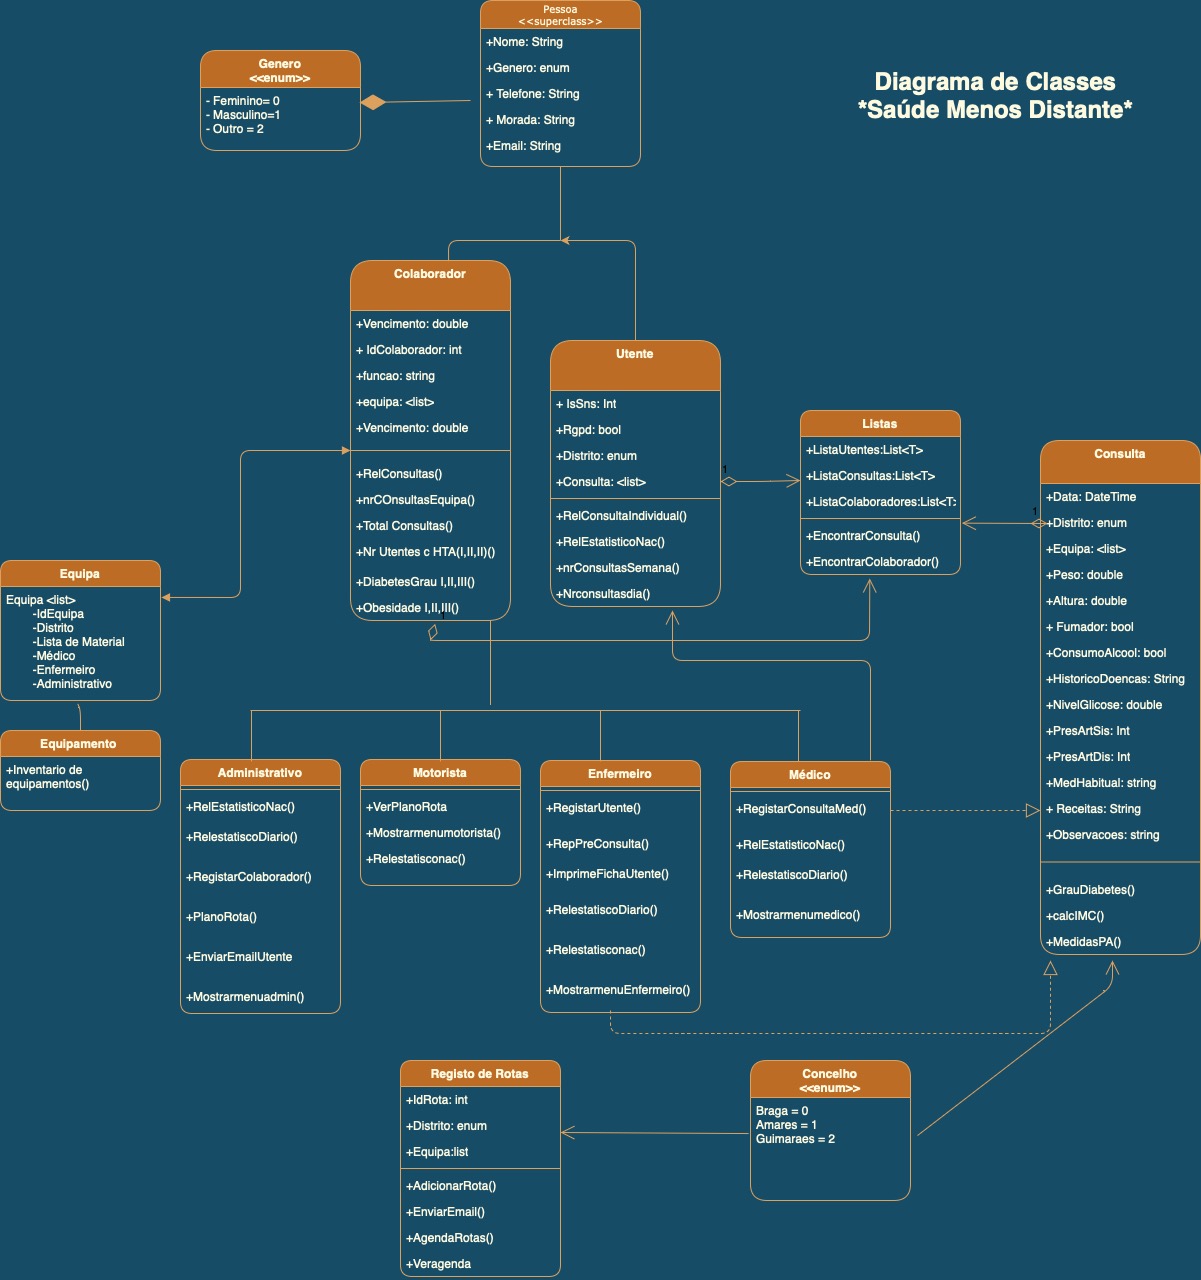 Pessoa
<<superclass>>
+Nome: String
+Genero: enum
+ Telefone: String
+ Morada: String
+Email: String
Genero
<<enum>>
- Feminino= 0
- Masculino=1
- Outro = 2
Diagrama de Classes
*Saúde Menos Distante*
Colaborador
+Vencimento: double
+ IdColaborador: int
+funcao: string
+equipa: <list>
+Vencimento: double
+RelConsultas()
+nrCOnsultasEquipa()
+Total Consultas()
+Nr Utentes c HTA(I,II,II)()
+DiabetesGrau I,II,III()
+Obesidade I,II,III()
1
Utente
+ IsSns: Int
+Rgpd: bool
+Distrito: enum
+Consulta: <list>
+RelConsultaIndividual()
+RelEstatisticoNac()
+nrConsultasSemana()
+Nrconsultasdia()
1
Listas
+ListaUtentes:List<T>
+ListaConsultas:List<T>
+ListaColaboradores:List<T>
+EncontrarConsulta()
+EncontrarColaborador()
1
Consulta
+Data: DateTime
+Distrito: enum
+Equipa: <list>
+Peso: double
+Altura: double
+ Fumador: bool
+ConsumoAlcool: bool
+HistoricoDoencas: String
+NivelGlicose: double
+PresArtSis: Int
+PresArtDis: Int
+MedHabitual: string
+ Receitas: String
+Observacoes: string
+GrauDiabetes()
+calcIMC()
+MedidasPA()
Equipa
Equipa <list>
-IdEquipa
-Distrito
-Lista de Material
-Médico
-Enfermeiro
-Administrativo
Equipamento
+Inventario de
equipamentos()
Administrativo
+RelEstatisticoNac()
+RelestatiscoDiario()
+RegistarColaborador()
+PlanoRota()
+EnviarEmailUtente
+Mostrarmenuadmin()
Motorista
+VerPlanoRota
+Mostrarmenumotorista()
+Relestatisconac()
Enfermeiro
+RegistarUtente()
+RepPreConsulta()
+ImprimeFichaUtente()
+RelestatiscoDiario()
+Relestatisconac()
+MostrarmenuEnfermeiro()
Médico
+RegistarConsultaMed()
+RelEstatisticoNac()
+RelestatiscoDiario()
+Mostrarmenumedico()
Registo de Rotas
+IdRota: int
+Distrito: enum
+Equipa:list
+AdicionarRota()
+EnviarEmail()
+AgendaRotas()
+Veragenda
Concelho
<<enum>>
Braga = 0
Amares = 1
Guimaraes = 2